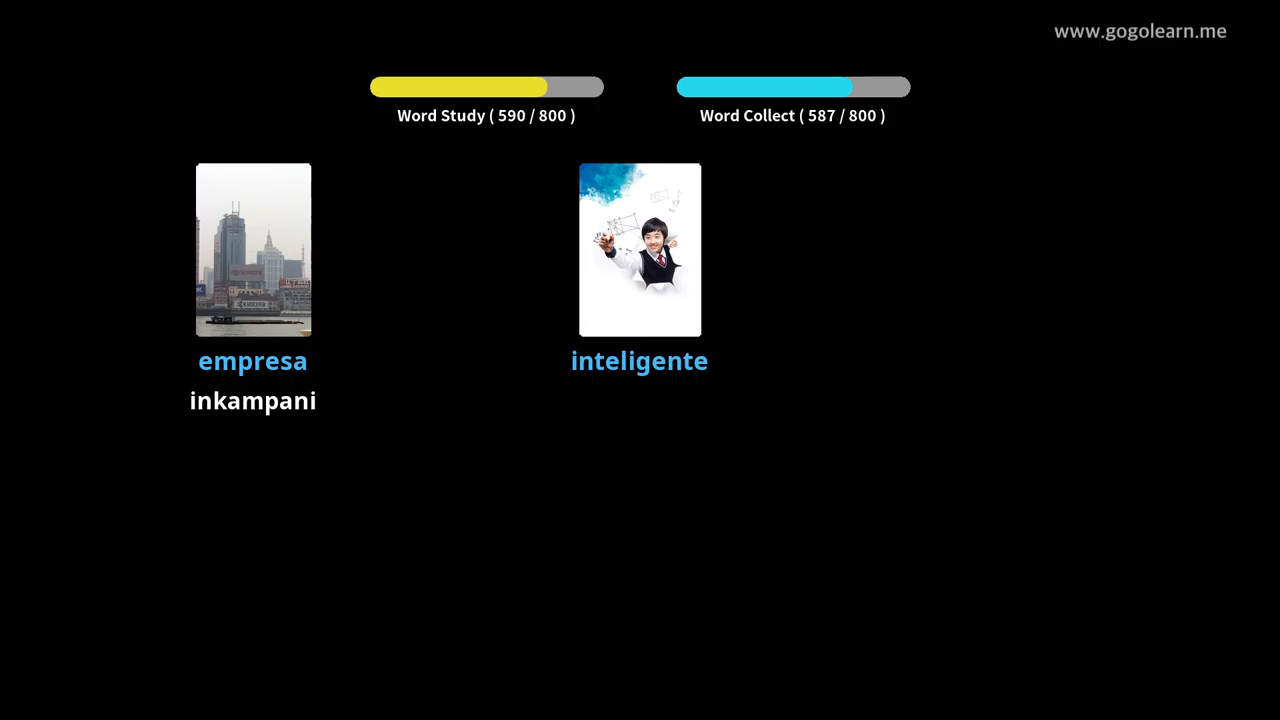 www.gogolearn.me
Word Study ( 590 / 800 )
Word Collect ( 587 / 800 )
empresa
inteligente
inkampani